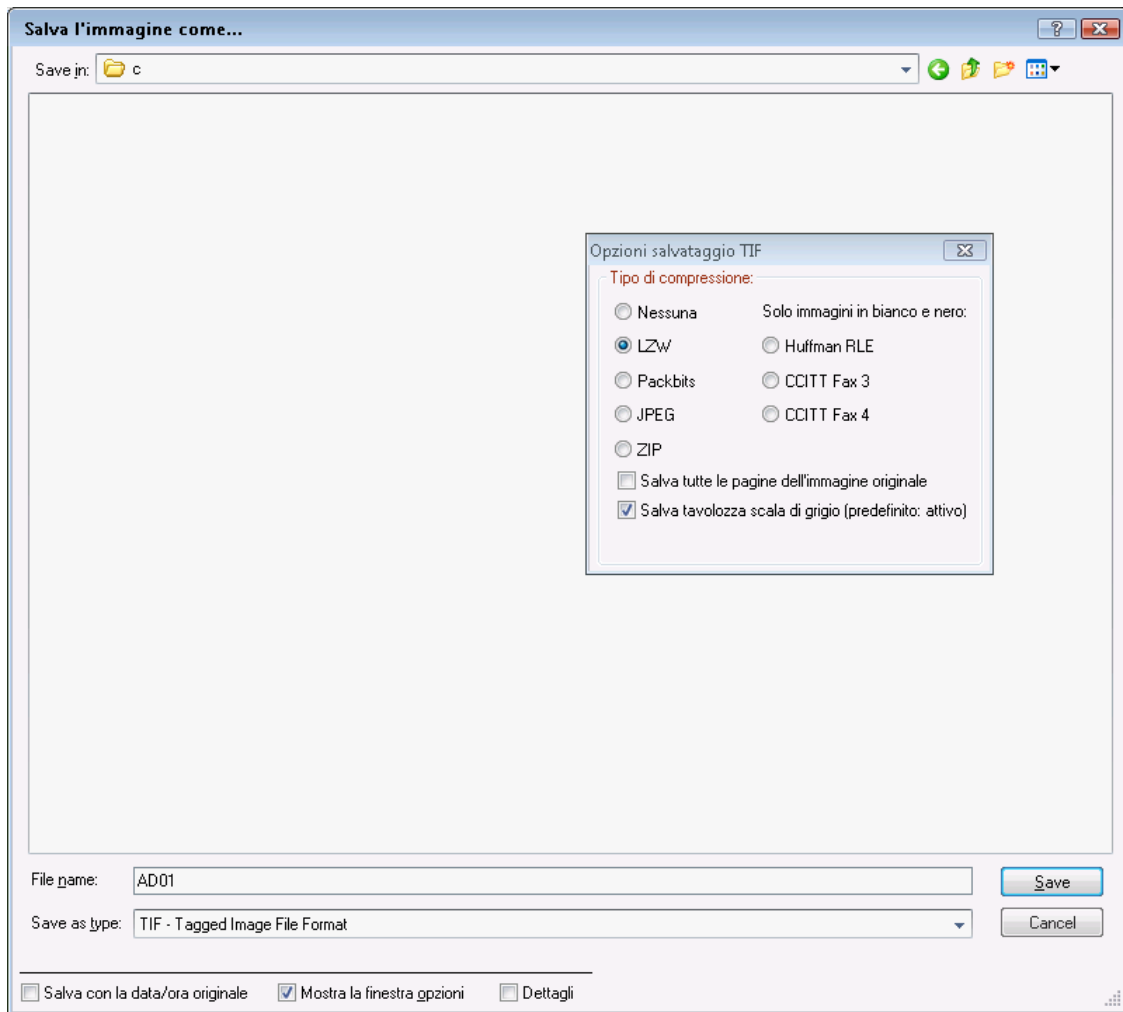 Salva l'immagine come...
Save in: c
Opzioni salvataggio TIF
Tipo di compressione:
Nessuna
Solo immagini in bianco e nero:
LZW
Huffman RLE
Packbits
CCITT Fax 3
JPEG
CCITT Fax 4
ZIP
Salva tutte le pagine dell'immagine originale
Salva tavolozza scala di grigio (predefinito: attivo)
File name: AD01
Save
Save as type: TIF - Tagged Image File Format
Cancel
Salva con la data/ora originale Mostra la finestra opzioni Dettagli